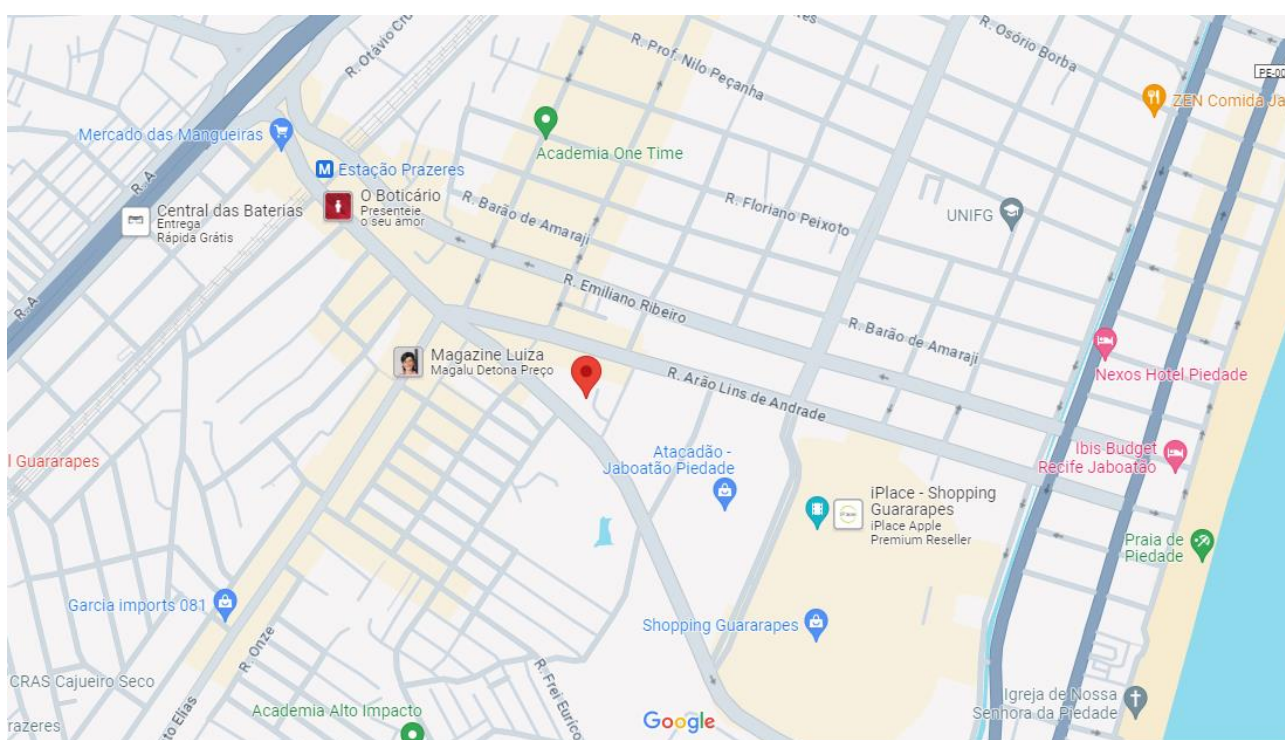 R. Otávio Cru
R. Prof. Nilo Peçanha
R. Osório Borba
PE-00
ZEN Comida Ja
Mercado das Mangueiras
Academia One Time
M Estação Prazeres
R. A
Central das Baterias
Entrega
Rápida Grátis
O Boticário
Presenteie
o seu amor
R. Barão de Amaraji
R. Floriano Peixoto
UNIFG
R. A
R. Emiliano Ribeiro
R. Barão de Amaraji
Magazine Luiza
Magalu Detona Preço
R. Arão Lins de Andrade
Nexos Hotel Piedade
l Guararapes
Atacadão -
Jaboatão Piedade
Ibis Budget
Recife Jaboatão
iPlace - Shopping
Guararapes
iPlace Apple
Premium Reseller
Praia de
Piedade
Garcia imports 081
Shopping Guararapes
R. Onze
CRAS Cajueiro Seco
R. Frei Euríco
Igreja de Nossa
Senhora da Piedade
Academia Alto Impacto
Google
razeres
to Elias